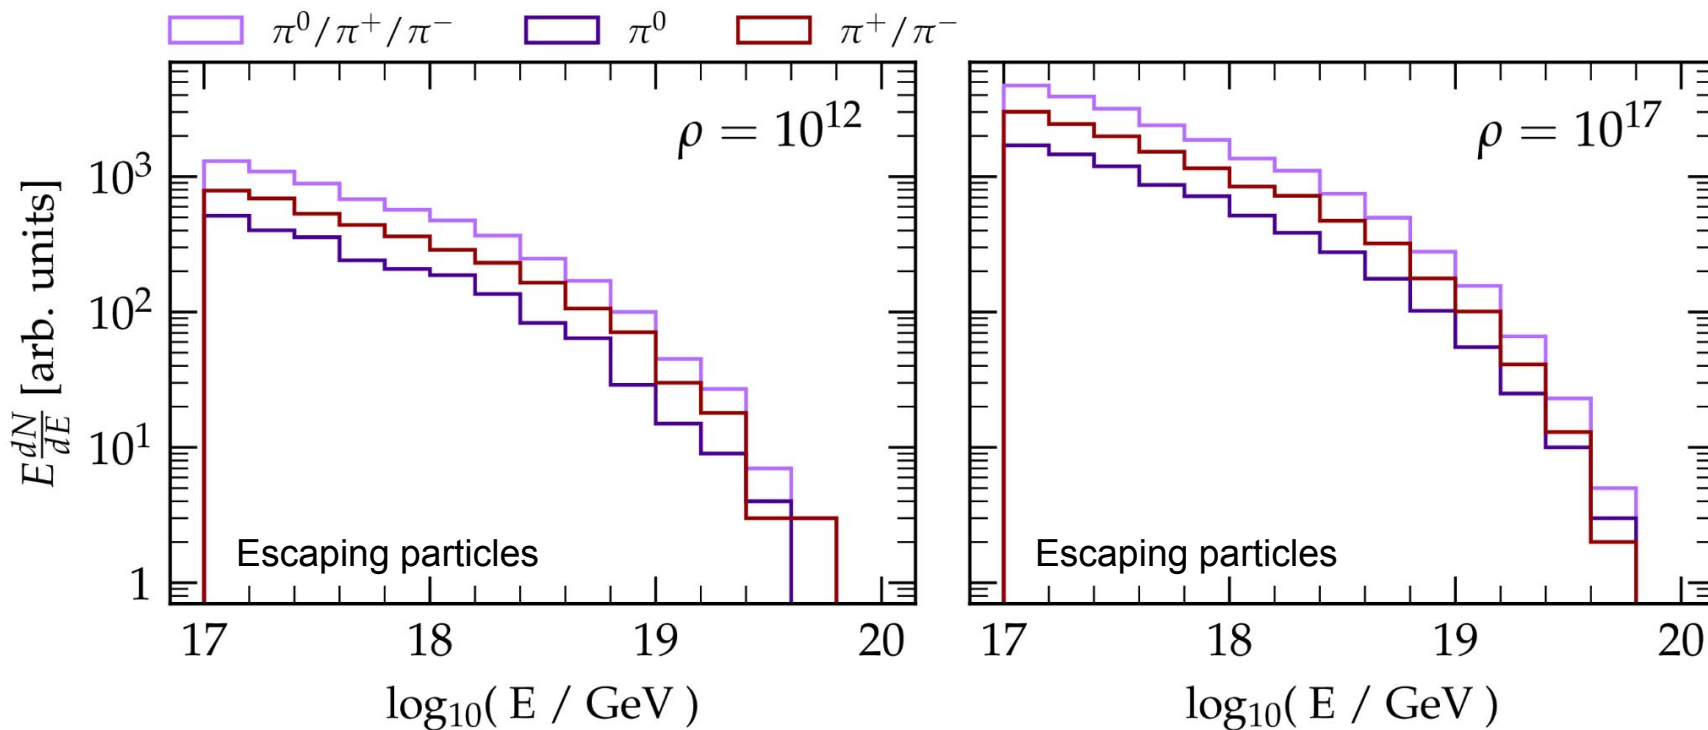 π⁰/π⁺/π⁻ π⁰ π⁺/π⁻
ρ = 10¹²
ρ = 10¹⁷
E dN/dE [arb. units]
10³
10²
10¹
1
Escaping particles
Escaping particles
17 18 19 20
17 18 19 20
log₁₀( E / GeV )
log₁₀( E / GeV )